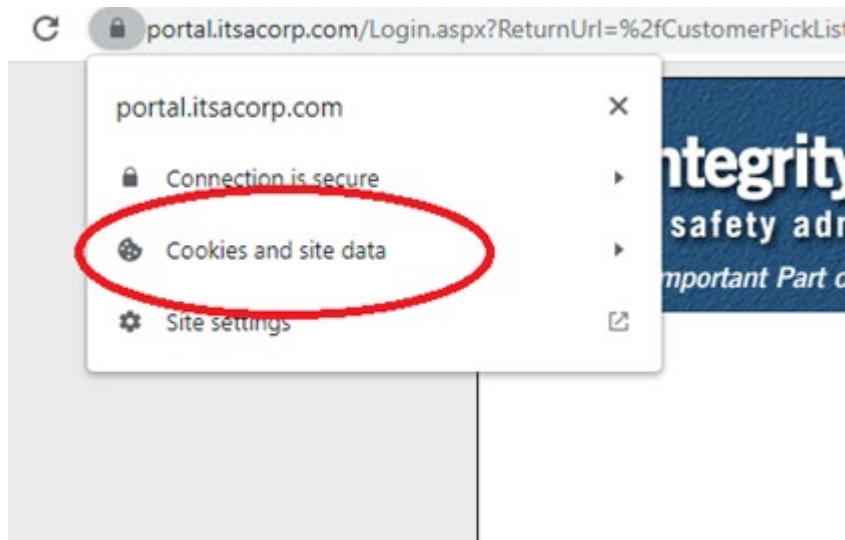 portal.itsacorp.com/Login.aspx?ReturnUrl=%2fCustomerPickList
portal.itsacorp.com
Connection is secure
Cookies and site data
Site settings
ntegrity
safety adm
mportant Part o